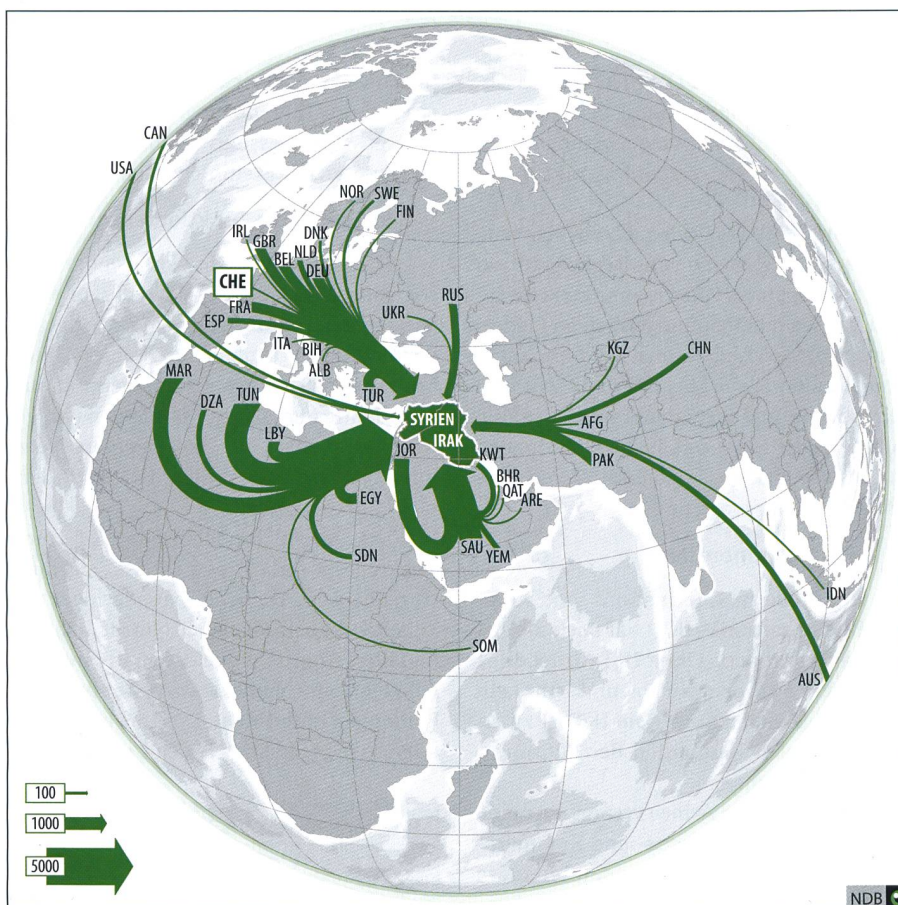 CAN
USA
NOR
SWE
FIN
IRL
GBR
DNK
NLD
BEL
DEU
CHE
FRA
ESP
ITA
BIH
ALB
UKR
RUS
TUR
KGZ
CHN
MAR
DZA
TUN
LBY
SYRIEN
IRAK
JOR
KWT
AFG
PAK
BHR
QAT
ARE
EGY
SDN
SAU
YEM
IDN
SOM
AUS
100
1000
5000
NDB